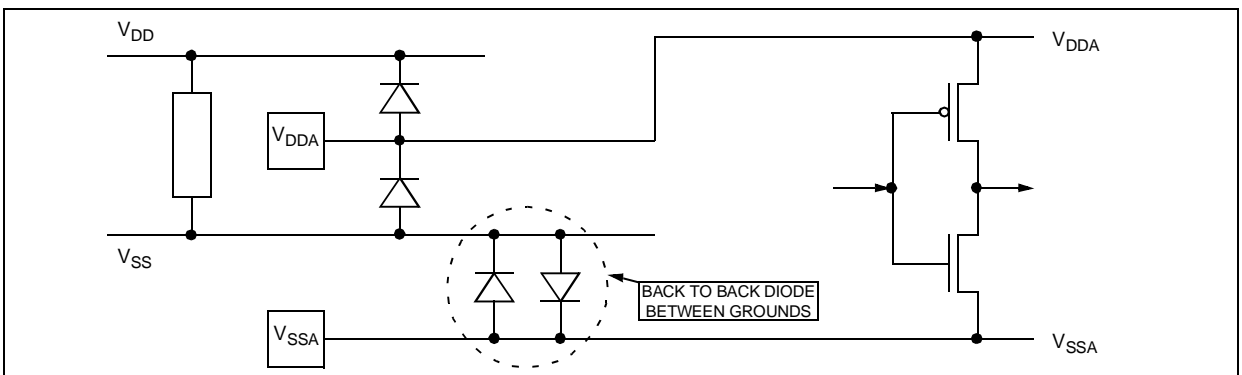 VDD
VDDA
VDDA
VSS
BACK TO BACK DIODE
BETWEEN GROUNDS
VSSA
VSSA